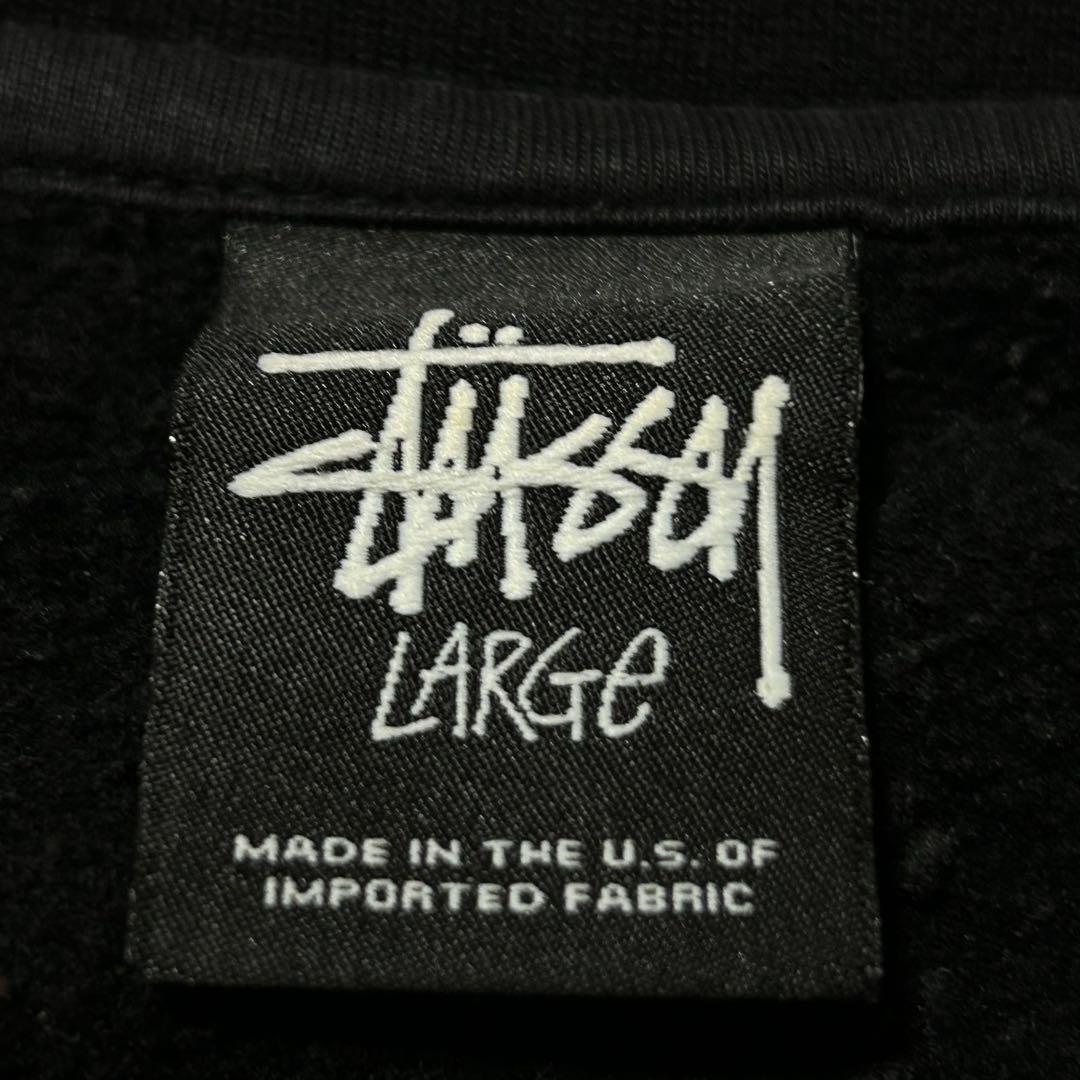 Stüssy
LARGe
MADE IN THE U.S. OF
IMPORTED FABRIC